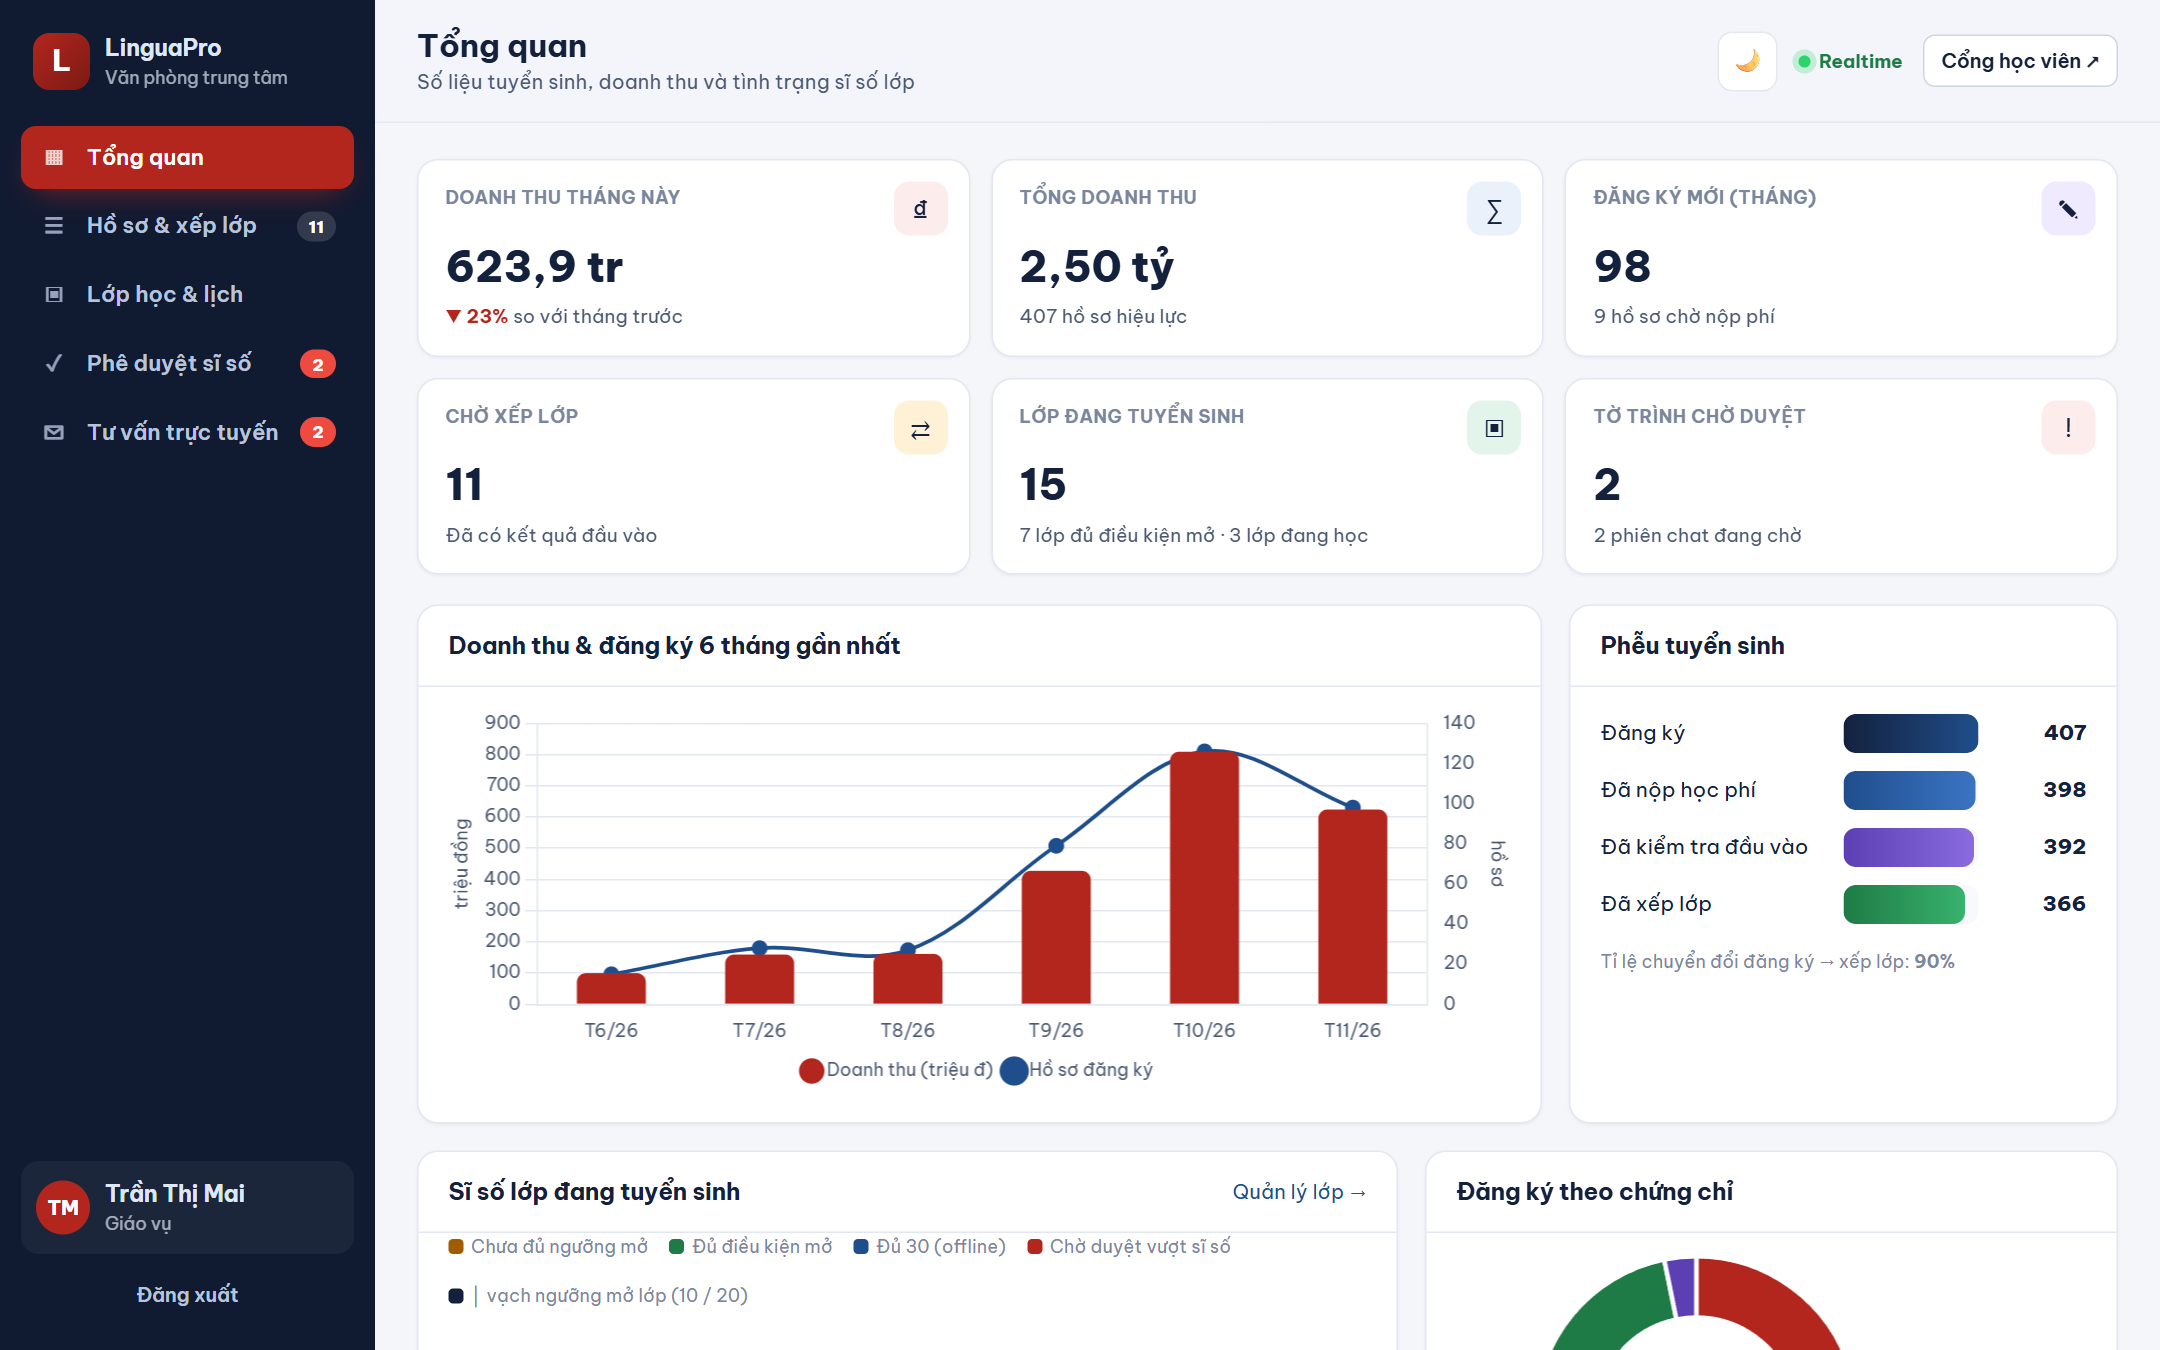 L
LinguaPro
Văn phòng trung tâm
Tổng quan
Hồ sơ & xếp lớp 11
Lớp học & lịch
Phê duyệt sĩ số 2
Tư vấn trực tuyến 2
TM
Trần Thị Mai
Giáo vụ
Đăng xuất
Tổng quan
Số liệu tuyển sinh, doanh thu và tình trạng sĩ số lớp
Realtime
Cổng học viên ↗
DOANH THU THÁNG NÀY
₫
623,9 tr
▼ 23% so với tháng trước
TỔNG DOANH THU
∑
2,50 tỷ
407 hồ sơ hiệu lực
ĐĂNG KÝ MỚI (THÁNG)
98
9 hồ sơ chờ nộp phí
CHỜ XẾP LỚP
⇄
11
Đã có kết quả đầu vào
LỚP ĐANG TUYỂN SINH
15
7 lớp đủ điều kiện mở · 3 lớp đang học
TỜ TRÌNH CHỜ DUYỆT
!
2
2 phiên chat đang chờ
Doanh thu & đăng ký 6 tháng gần nhất
triệu đồng
900
800
700
600
500
400
300
200
100
0
140
120
100
80
60
40
20
0
hồ sơ
T6/26 T7/26 T8/26 T9/26 T10/26 T11/26
Doanh thu (triệu đ) Hồ sơ đăng ký
Phễu tuyển sinh
Đăng ký 407
Đã nộp học phí 398
Đã kiểm tra đầu vào 392
Đã xếp lớp 366
Tỉ lệ chuyển đổi đăng ký → xếp lớp: 90%
Sĩ số lớp đang tuyển sinh
Quản lý lớp →
Chưa đủ ngưỡng mở Đủ điều kiện mở Đủ 30 (offline) Chờ duyệt vượt sĩ số
│ vạch ngưỡng mở lớp (10 / 20)
Đăng ký theo chứng chỉ